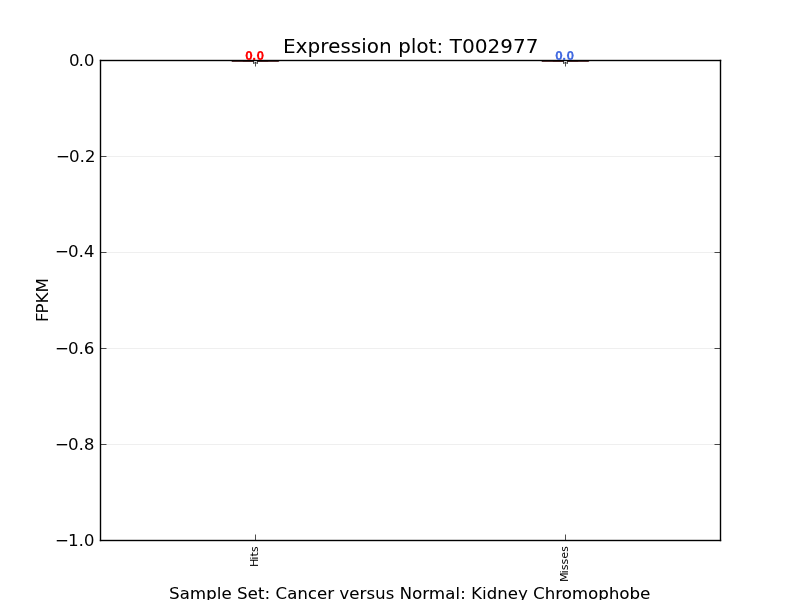 Expression plot: T002977
0.0
0.0
0.0
−0.2
−0.4
−0.6
−0.8
−1.0
FPKM
Hits
Misses
Sample Set: Cancer versus Normal: Kidney Chromophobe